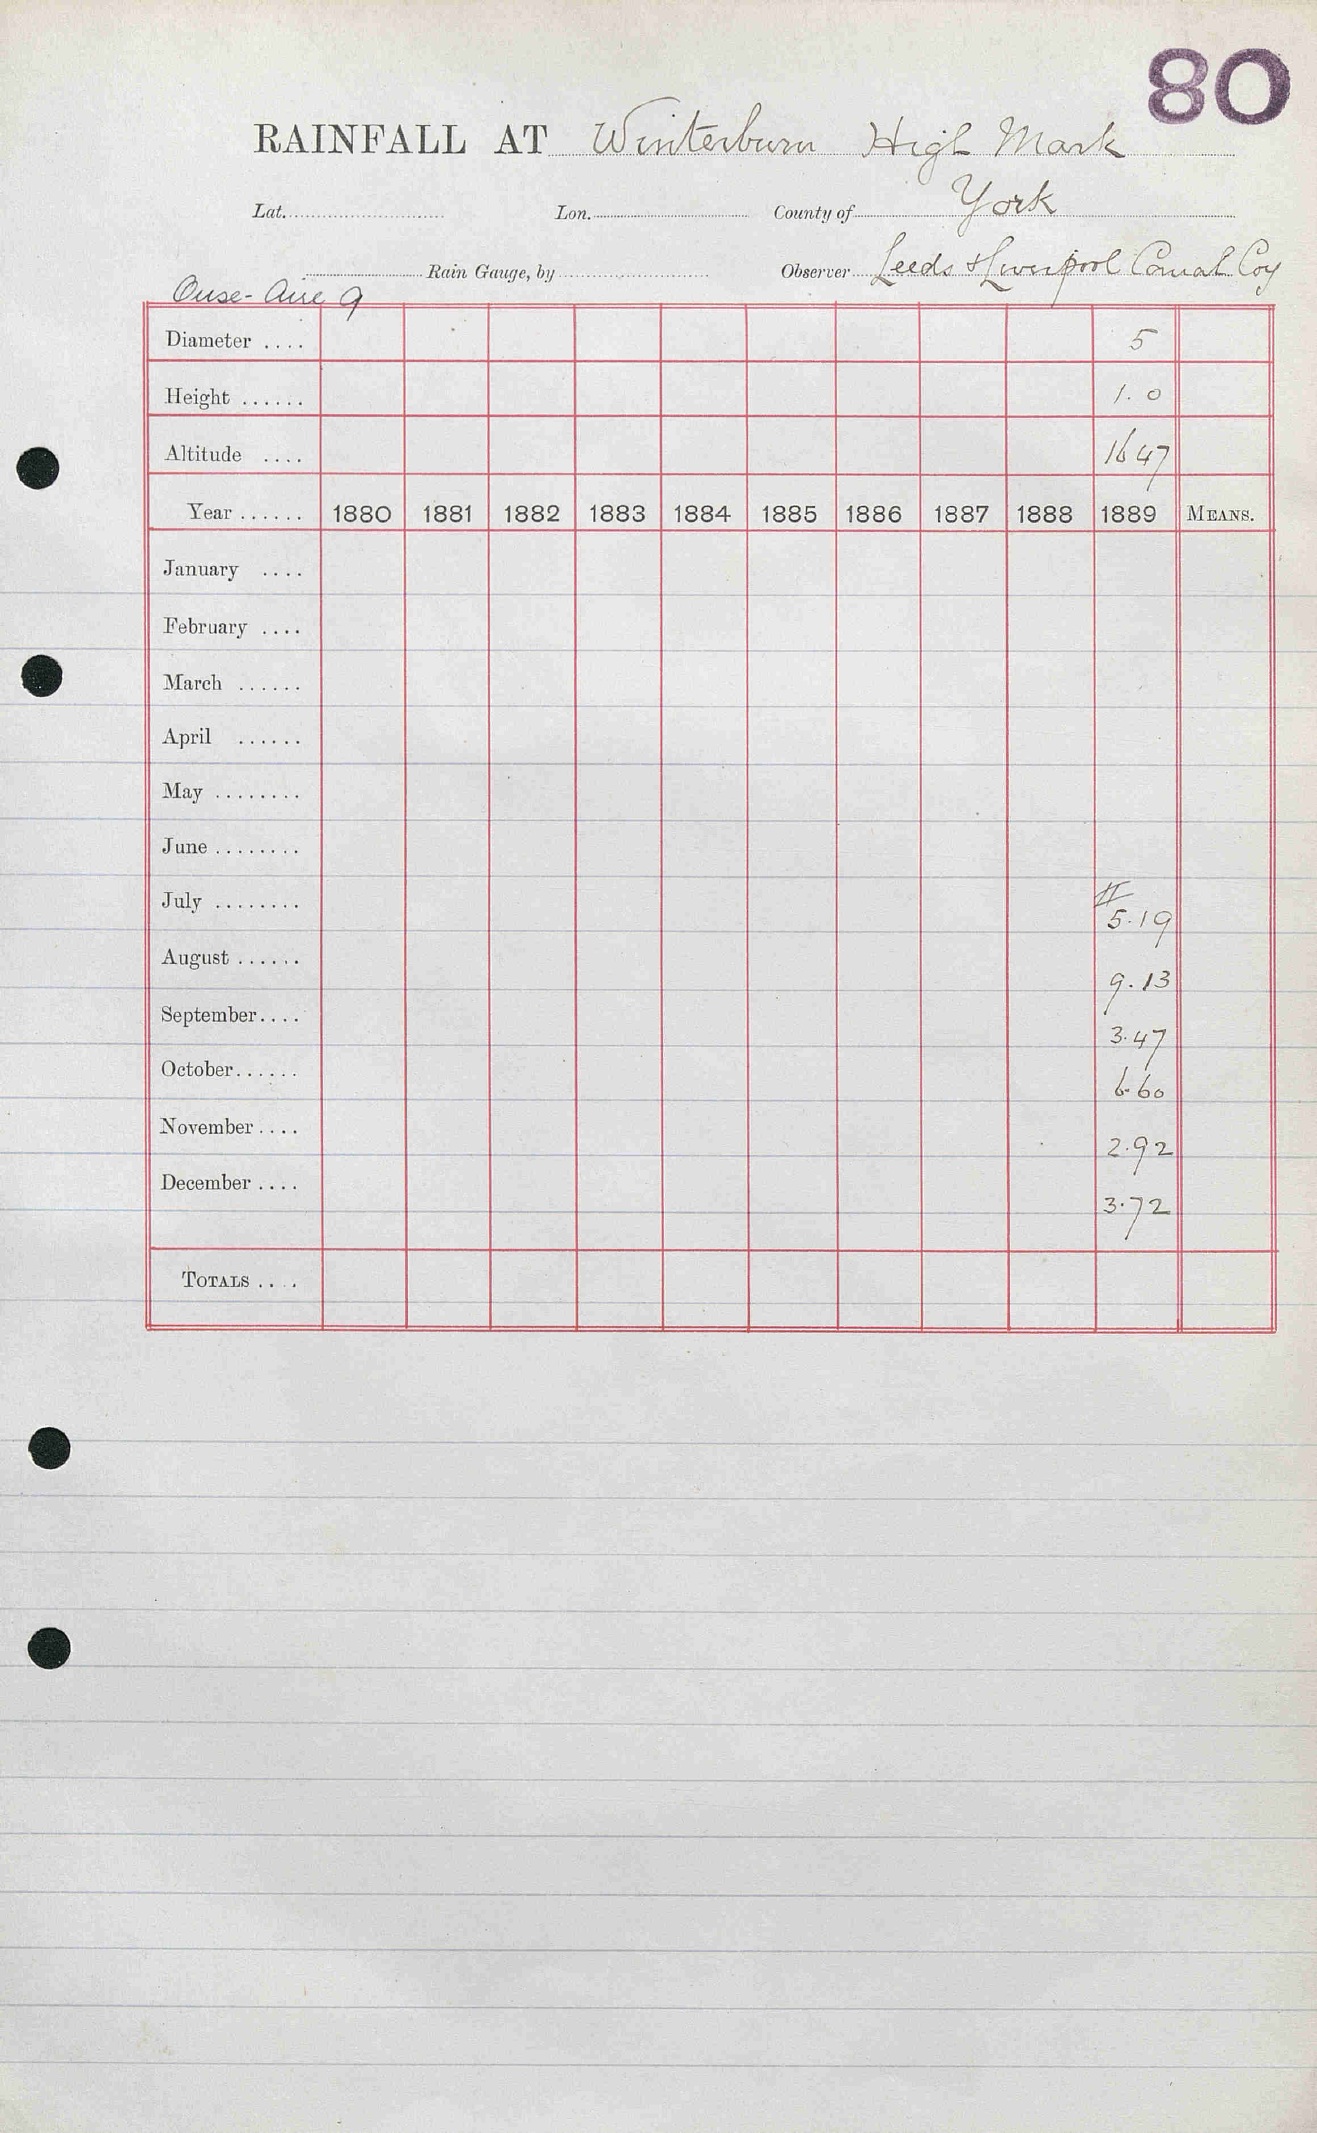 80
RAINFALL AT Winterburn High Mark
Lat. Lon. County of York
Rain Gauge, by Observer Leeds & Liverpool Canal Coy
Ouse-Aire 9
Diameter .... 5
Height ...... 1.0
Altitude .... 1647
Year ...... 1880 1881 1882 1883 1884 1885 1886 1887 1888 1889 MEANS.
January ....
February ....
March ......
April ......
May ........
June ........
July ........ # 5.19
August ...... 9.13
September.... 3.47
October...... 6.60
November .... 2.92
December .... 3.72
TOTALS ....